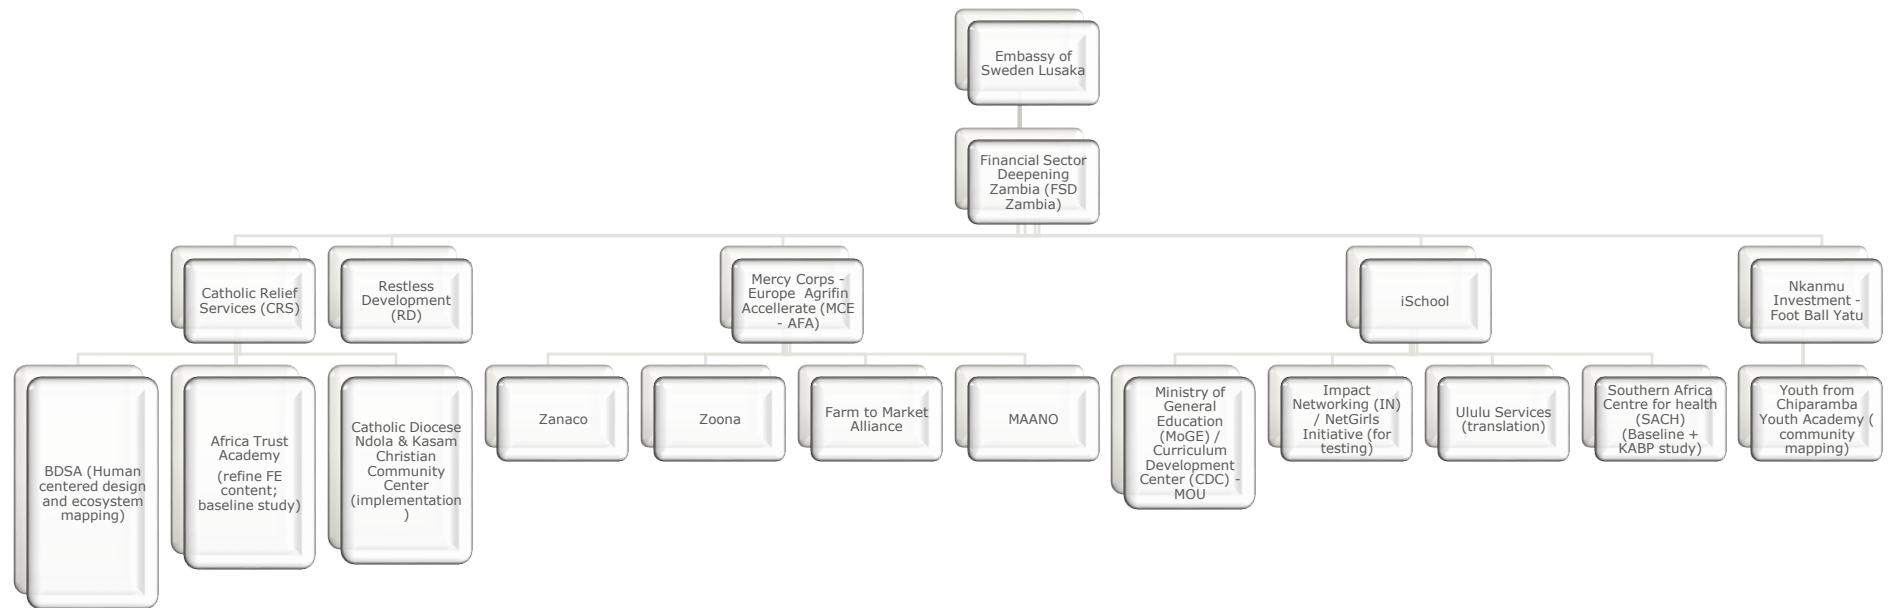 Embassy of
Sweden Lusaka
Financial Sector
Deepening
Zambia (FSD
Zambia)
Catholic Relief
Services (CRS)
Restless
Development
(RD)
Mercy Corps -
Europe Agrifin
Accellerate (MCE
- AFA)
iSchool
Nkanmu
Investment -
Foot Ball Yatu
BDSA (Human
centered design
and ecosystem
mapping)
Africa Trust
Academy
(refine FE
content;
baseline study)
Catholic Diocese
Ndola & Kasam
Christian
Community
Center
(implementation
)
Zanaco
Zoona
Farm to Market
Alliance
MAANO
Ministry of
General
Education
(MoGE) /
Curriculum
Development
Center (CDC) -
MOU
Impact
Networking (IN)
/ NetGirls
Initiative (for
testing)
Ululu Services
(translation)
Southern Africa
Centre for health
(SACH)
(Baseline +
KABP study)
Youth from
Chiparamba
Youth Academy (
community
mapping)